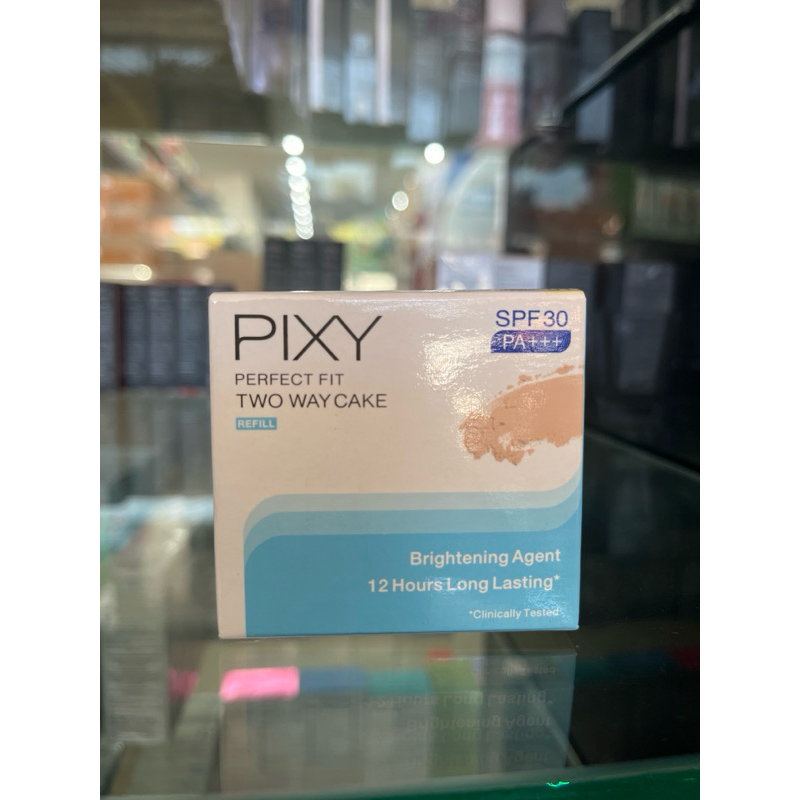 PIXY
PERFECT FIT
TWO WAY CAKE
REFILL
SPF 30
PA+++
Brightening Agent
12 Hours Long Lasting*
*Clinically Tested